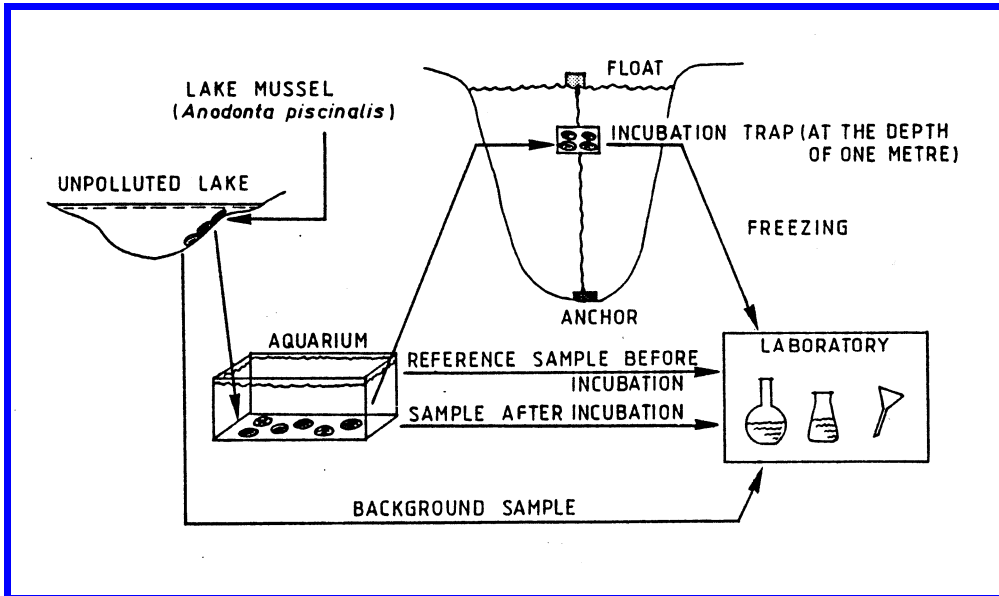 LAKE MUSSEL
(Anodonta piscinalis)
UNPOLLUTED LAKE
FLOAT
INCUBATION TRAP (AT THE DEPTH
OF ONE METRE)
FREEZING
ANCHOR
AQUARIUM
LABORATORY
REFERENCE SAMPLE BEFORE
INCUBATION
SAMPLE AFTER INCUBATION
BACKGROUND SAMPLE